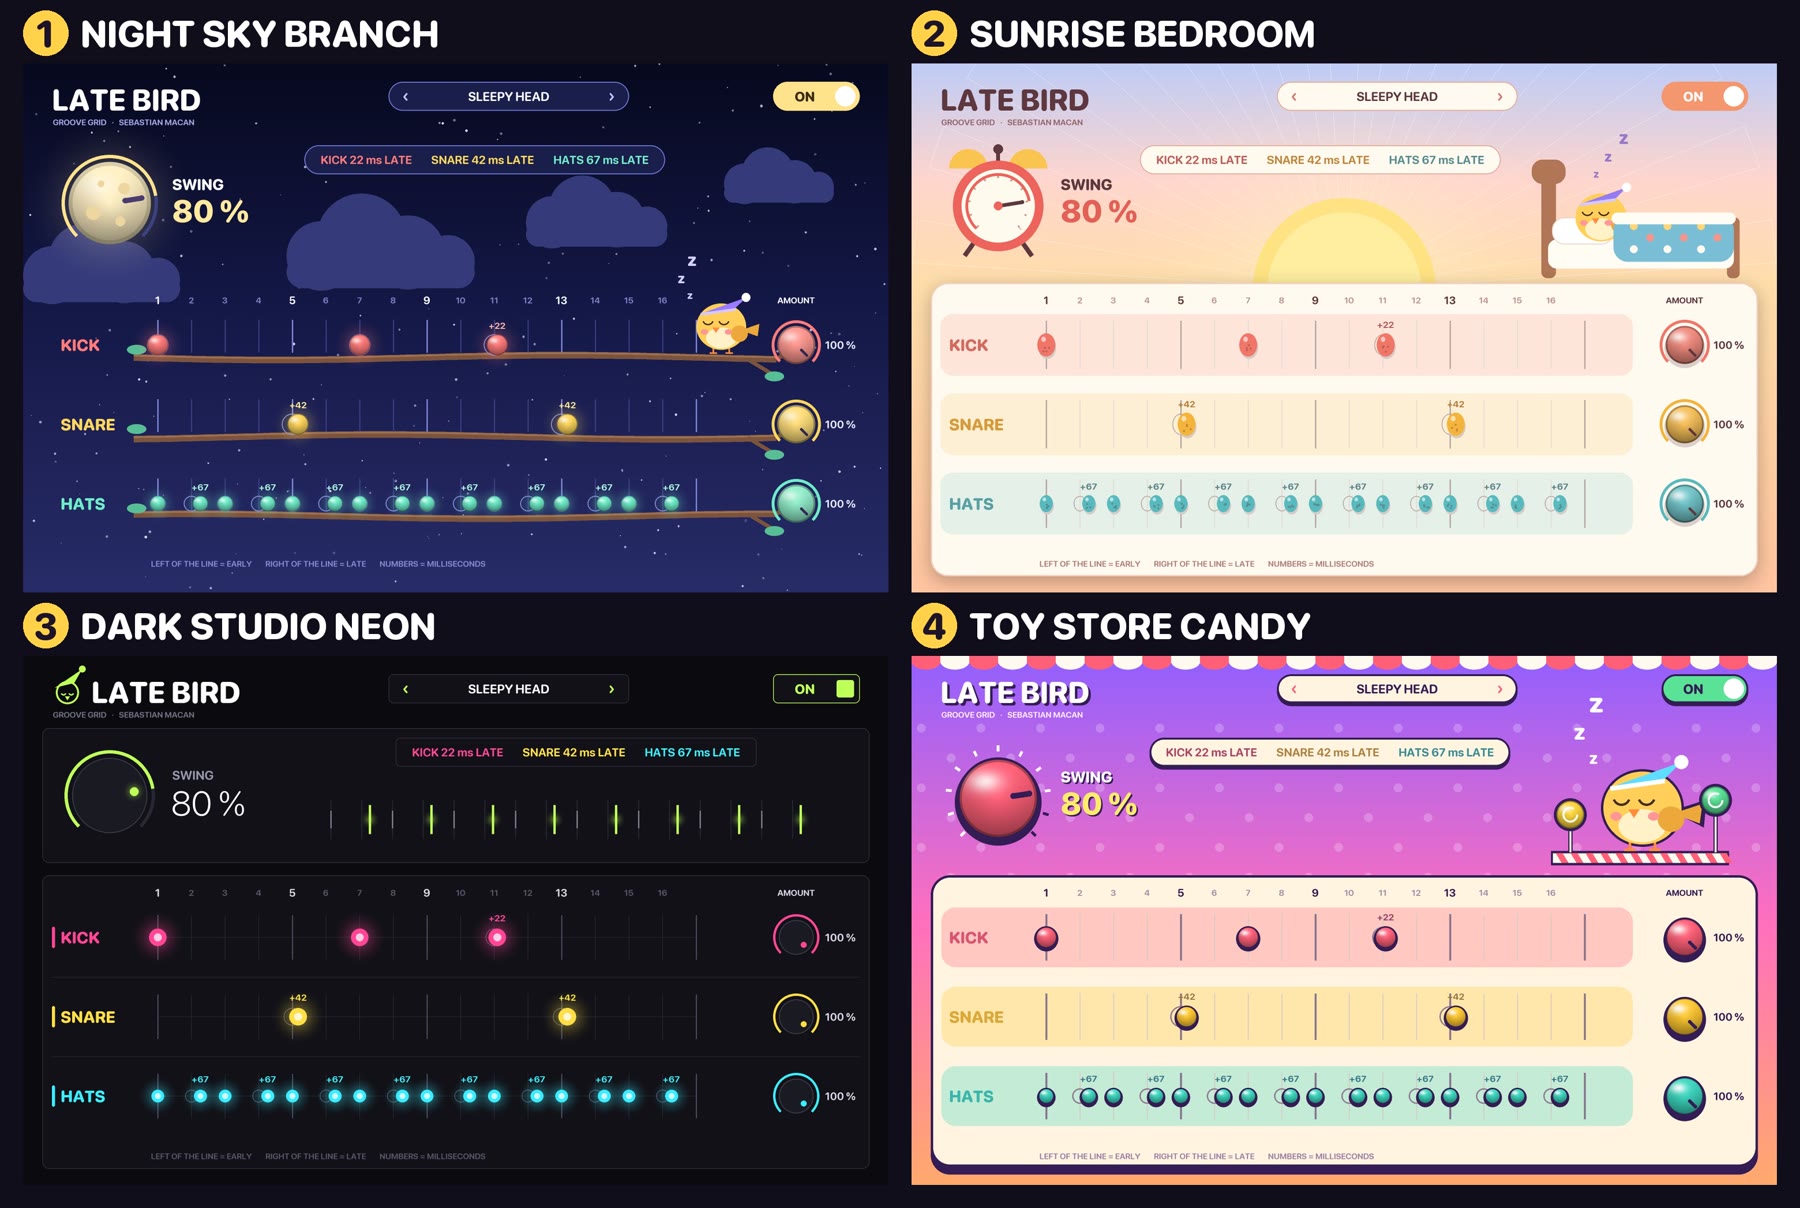 1 NIGHT SKY BRANCH
LATE BIRD
GROOVE GRID · SEBASTIAN MACAN
‹ SLEEPY HEAD ›
ON
KICK 22 ms LATE SNARE 42 ms LATE HATS 67 ms LATE
SWING
80 %
z
z
z
1 2 3 4 5 6 7 8 9 10 11 12 13 14 15 16 AMOUNT
+22
KICK 100 %
+42 +42
SNARE 100 %
+67 +67 +67 +67 +67 +67 +67 +67
HATS 100 %
LEFT OF THE LINE = EARLY RIGHT OF THE LINE = LATE NUMBERS = MILLISECONDS
2 SUNRISE BEDROOM
LATE BIRD
GROOVE GRID · SEBASTIAN MACAN
‹ SLEEPY HEAD ›
ON
KICK 22 ms LATE SNARE 42 ms LATE HATS 67 ms LATE
SWING
80 %
z
z
z
1 2 3 4 5 6 7 8 9 10 11 12 13 14 15 16 AMOUNT
+22
KICK 100 %
+42 +42
SNARE 100 %
+67 +67 +67 +67 +67 +67 +67 +67
HATS 100 %
LEFT OF THE LINE = EARLY RIGHT OF THE LINE = LATE NUMBERS = MILLISECONDS
3 DARK STUDIO NEON
LATE BIRD
GROOVE GRID · SEBASTIAN MACAN
‹ SLEEPY HEAD ›
ON
KICK 22 ms LATE SNARE 42 ms LATE HATS 67 ms LATE
SWING
80 %
1 2 3 4 5 6 7 8 9 10 11 12 13 14 15 16 AMOUNT
+22
KICK 100 %
+42 +42
SNARE 100 %
+67 +67 +67 +67 +67 +67 +67 +67
HATS 100 %
LEFT OF THE LINE = EARLY RIGHT OF THE LINE = LATE NUMBERS = MILLISECONDS
4 TOY STORE CANDY
LATE BIRD
GROOVE GRID · SEBASTIAN MACAN
‹ SLEEPY HEAD ›
ON
KICK 22 ms LATE SNARE 42 ms LATE HATS 67 ms LATE
SWING
80 %
z
z
z
1 2 3 4 5 6 7 8 9 10 11 12 13 14 15 16 AMOUNT
+22
KICK 100 %
+42 +42
SNARE 100 %
+67 +67 +67 +67 +67 +67 +67 +67
HATS 100 %
LEFT OF THE LINE = EARLY RIGHT OF THE LINE = LATE NUMBERS = MILLISECONDS